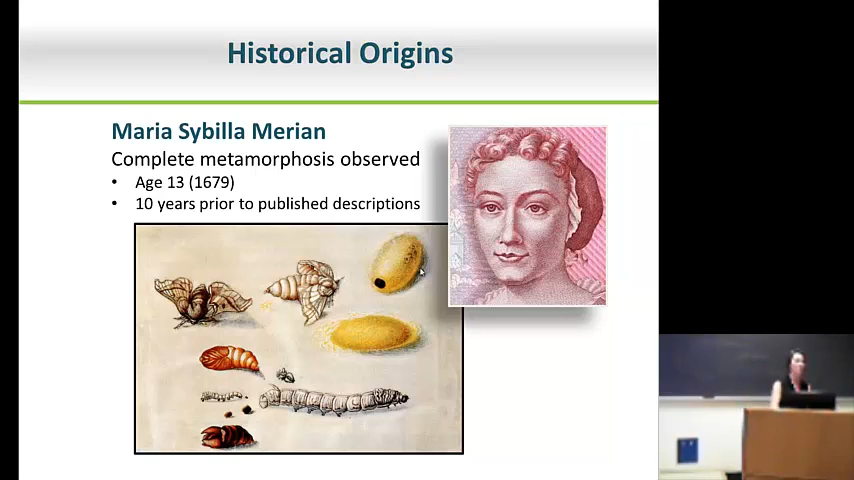 Historical Origins
Maria Sybilla Merian
Complete metamorphosis observed
• Age 13 (1679)
• 10 years prior to published descriptions